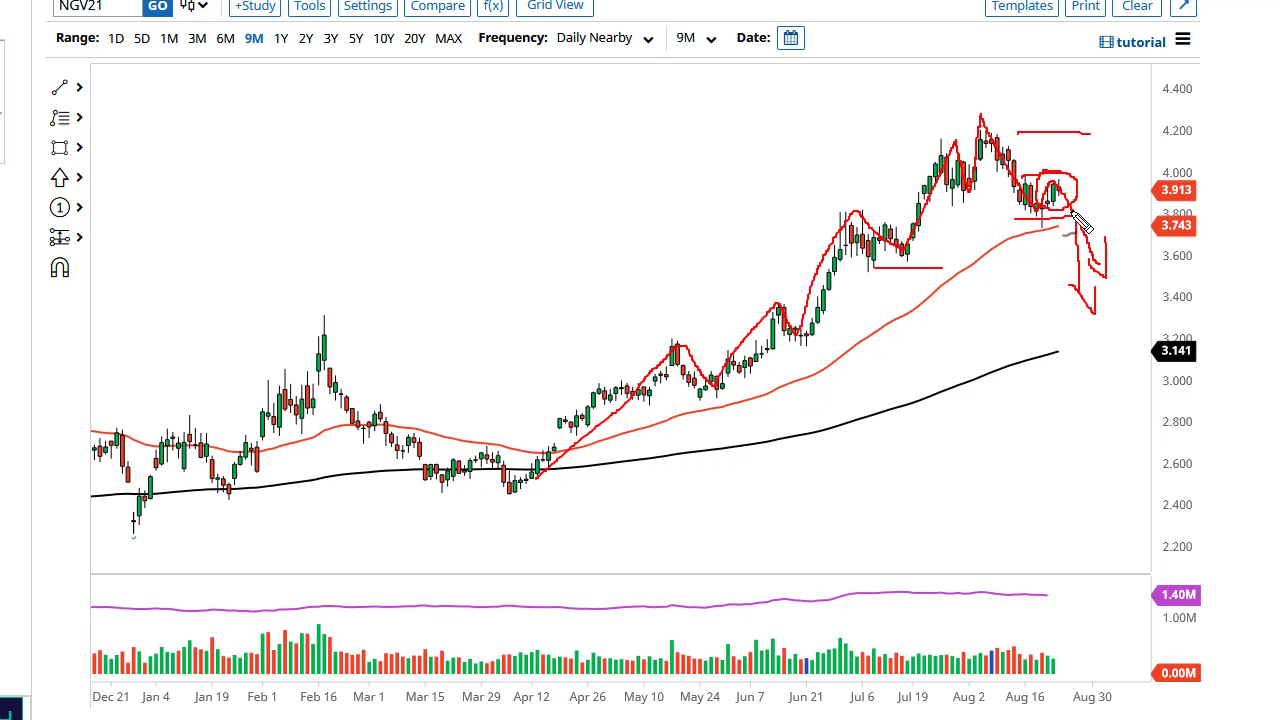 NGV21 GO +Study Tools Settings Compare f(x) Grid View Templates Print Clear
Range: 1D 5D 1M 3M 6M 9M 1Y 2Y 3Y 5Y 10Y 20Y MAX Frequency: Daily Nearby 9M Date: tutorial
4.400
4.200
4.000
3.913
3.800
3.743
3.600
3.400
3.200
3.141
3.000
2.800
2.600
2.400
2.200
1.40M
1.00M
0.00M
Dec 21 Jan 4 Jan 19 Feb 1 Feb 16 Mar 1 Mar 15 Mar 29 Apr 12 Apr 26 May 10 May 24 Jun 7 Jun 21 Jul 6 Jul 19 Aug 2 Aug 16 Aug 30